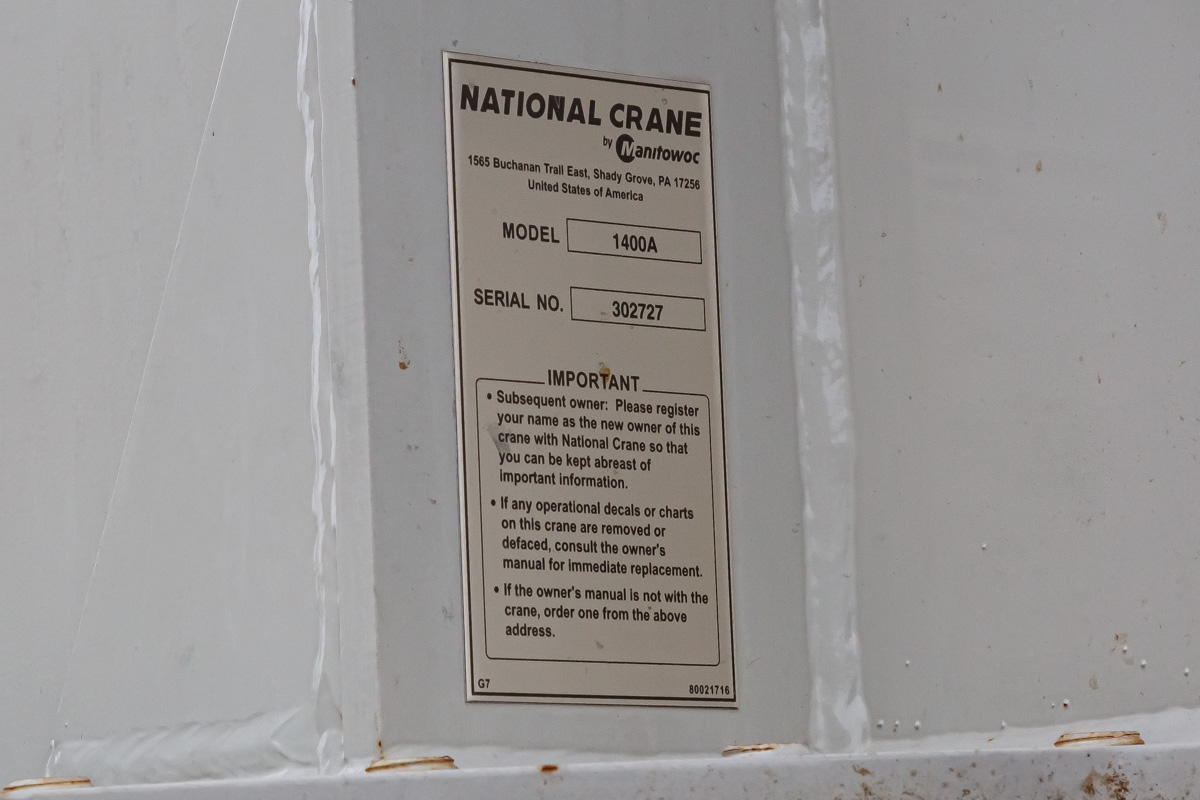 NATIONAL CRANE
by Manitowoc
1565 Buchanan Trail East, Shady Grove, PA 17256
United States of America
MODEL 1400A
SERIAL NO. 302727
IMPORTANT
• Subsequent owner: Please register
your name as the new owner of this
crane with National Crane so that
you can be kept abreast of
important information.
• If any operational decals or charts
on this crane are removed or
defaced, consult the owner's
manual for immediate replacement.
• If the owner's manual is not with the
crane, order one from the above
address.
G7 80021716